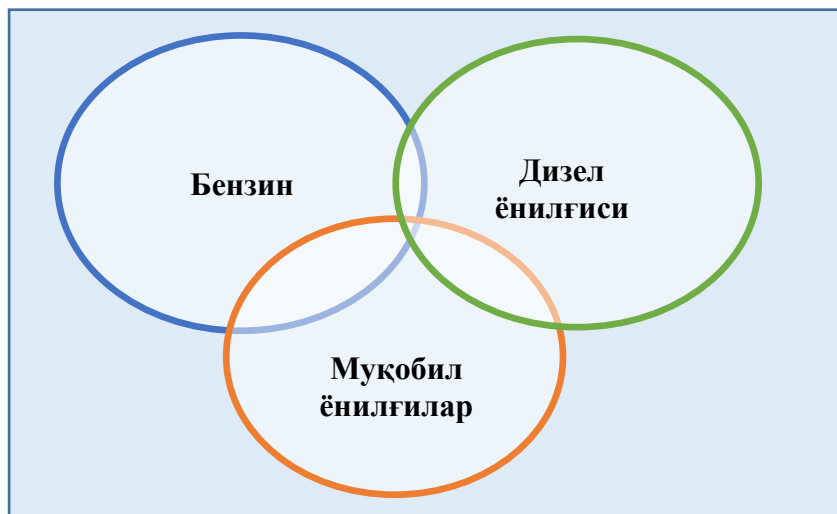 Бензин
Дизел
ёнилғиси
Муқобил
ёнилғилар